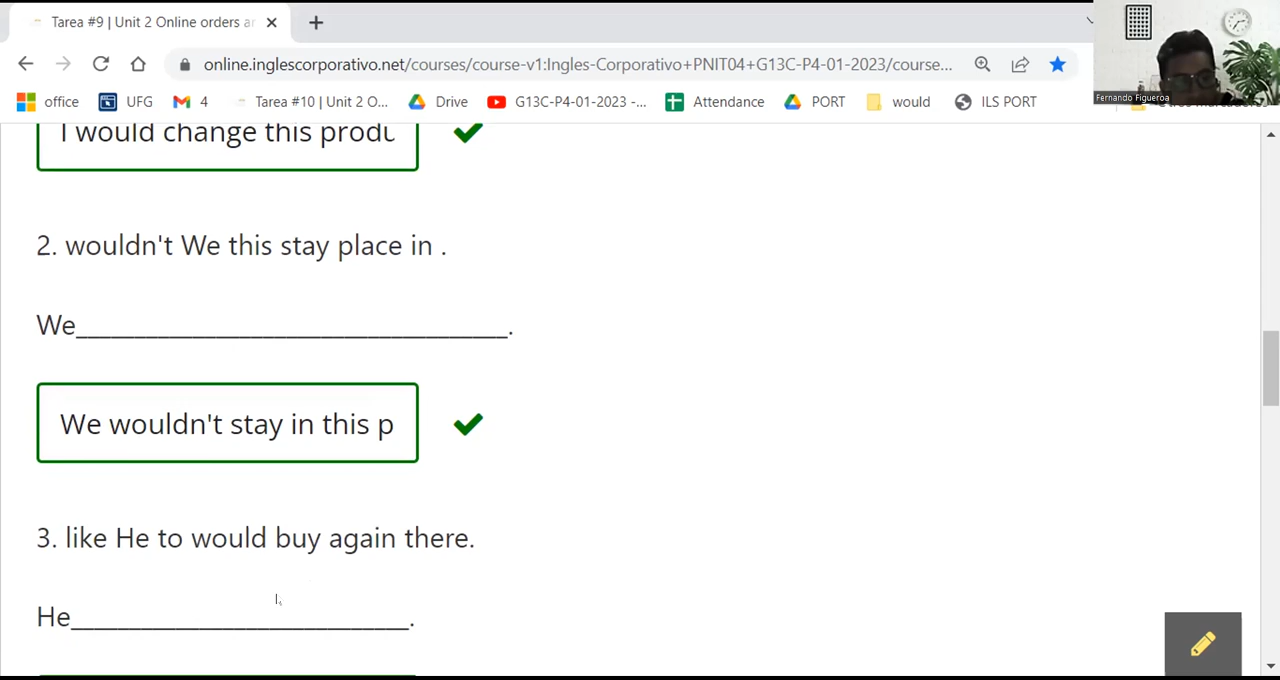 Tarea #9 | Unit 2 Online orders ar
online.inglescorporativo.net/courses/course-v1:Ingles-Corporativo+PNIT04+G13C-P4-01-2023/course...
office UFG 4 Tarea #10 | Unit 2 O... Drive G13C-P4-01-2023 -... Attendance PORT would ILS PORT
Fernando Figueroa
I would change this produ
2. wouldn't We this stay place in .
We___________________________________.
We wouldn't stay in this p
3. like He to would buy again there.
He___________________________.